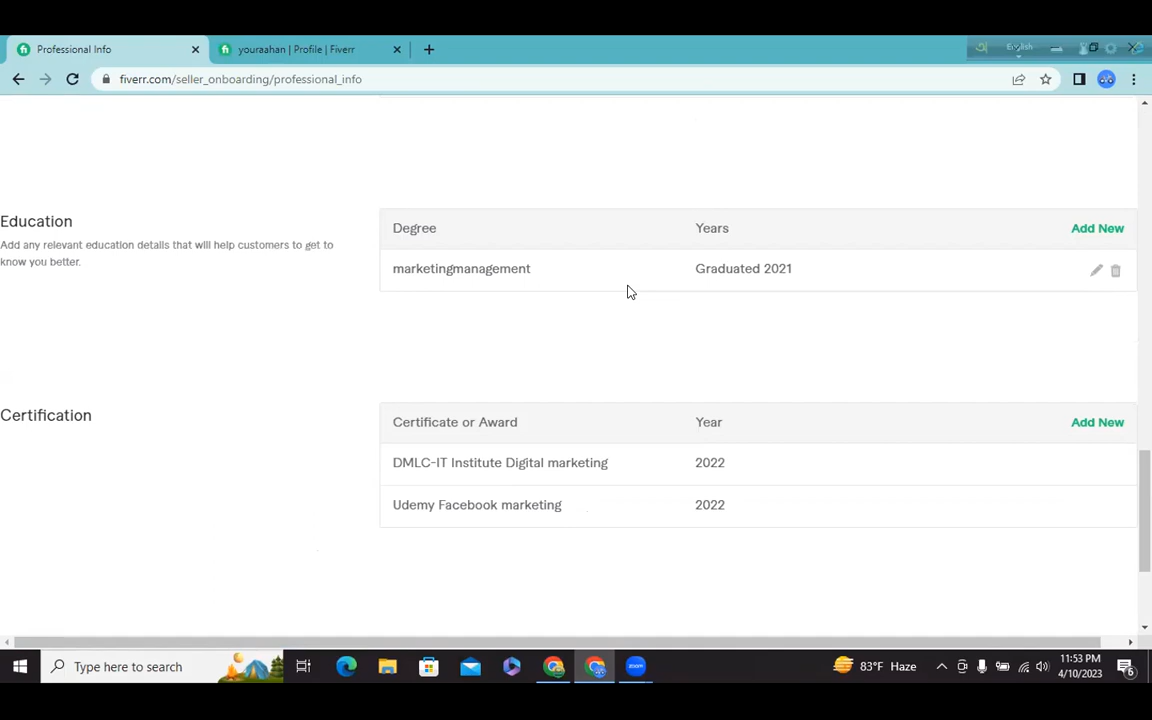 Professional Info
youraahan | Profile | Fiverr
English
fiverr.com/seller_onboarding/professional_info
Education
Add any relevant education details that will help customers to get to
know you better.
Degree Years Add New
marketingmanagement Graduated 2021
Certification
Certificate or Award Year Add New
DMLC-IT Institute Digital marketing 2022
Udemy Facebook marketing 2022
Type here to search
zoom
83°F Haze
11:53 PM
4/10/2023
6